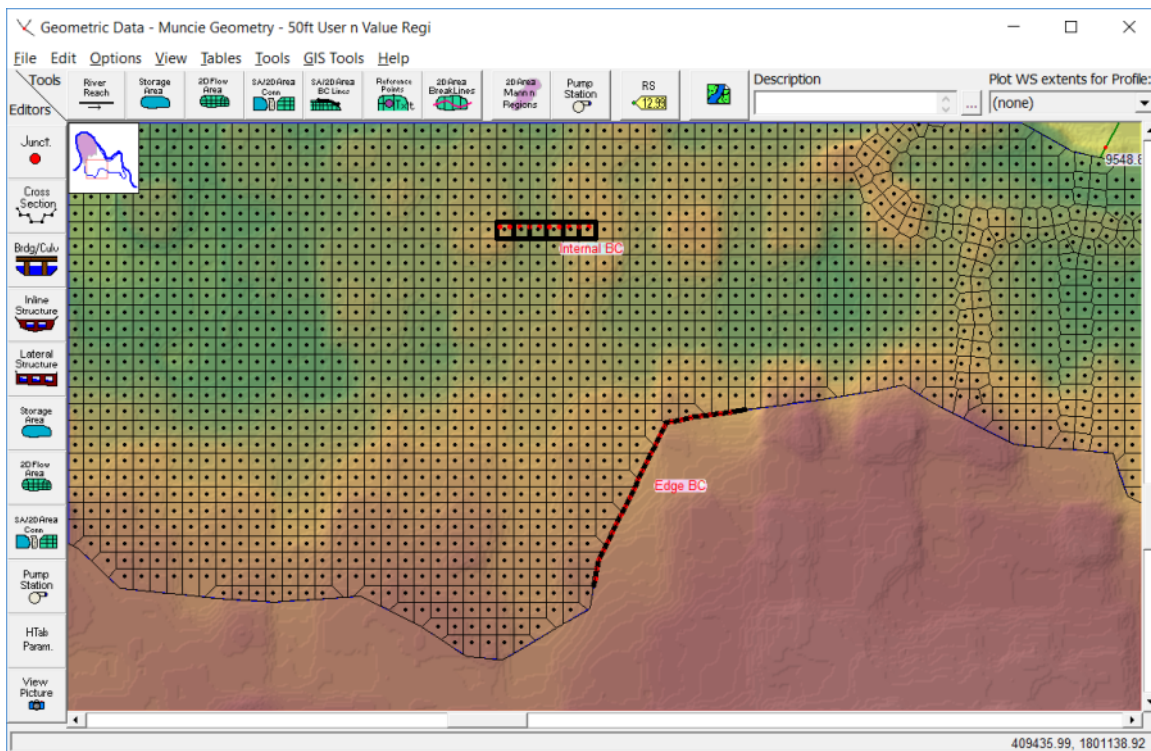 Geometric Data - Muncie Geometry - 50ft User n Value Regi
File Edit Options View Tables Tools GIS Tools Help
Tools
Editors
River
Reach
Storage
Area
2D Flow
Area
SA/2D Area
Conn
SA/2D Area
BC Lines
Reference
Points
2D Area
BreakLines
2D Area
Mann n
Regions
Pump
Station
RS
12.99
Description
...
Plot WS extents for Profile:
(none)
Junct.
Cross
Section
Brdg/Culv
Inline
Structure
Lateral
Structure
Storage
Area
2D Flow
Area
SA/2D Area
Conn
Pump
Station
HTab
Param.
View
Picture
9548.8
Internal BC
Edge BC
409435.99, 1801138.92